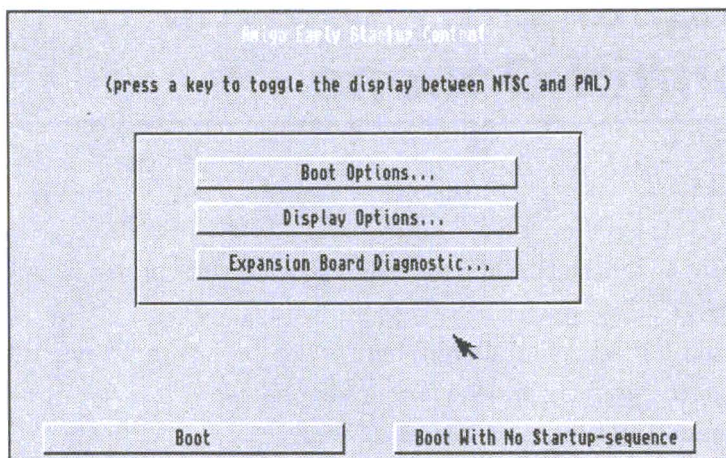 Amiga Early Startup Control
(press a key to toggle the display between NTSC and PAL)
Boot Options...
Display Options...
Expansion Board Diagnostic...
Boot
Boot With No Startup-sequence